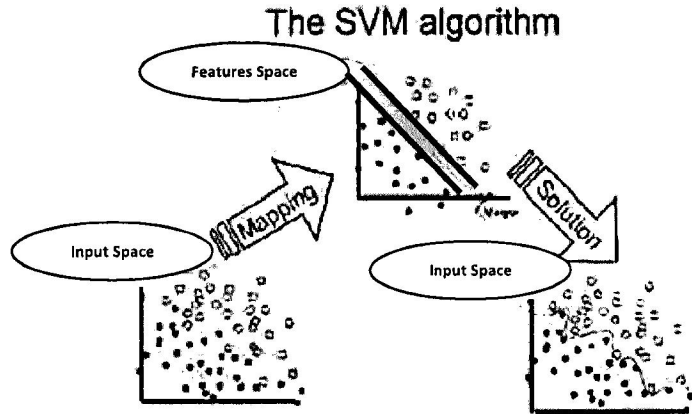 The SVM algorithm
Features Space
Mapping
Solution
Input Space
Input Space